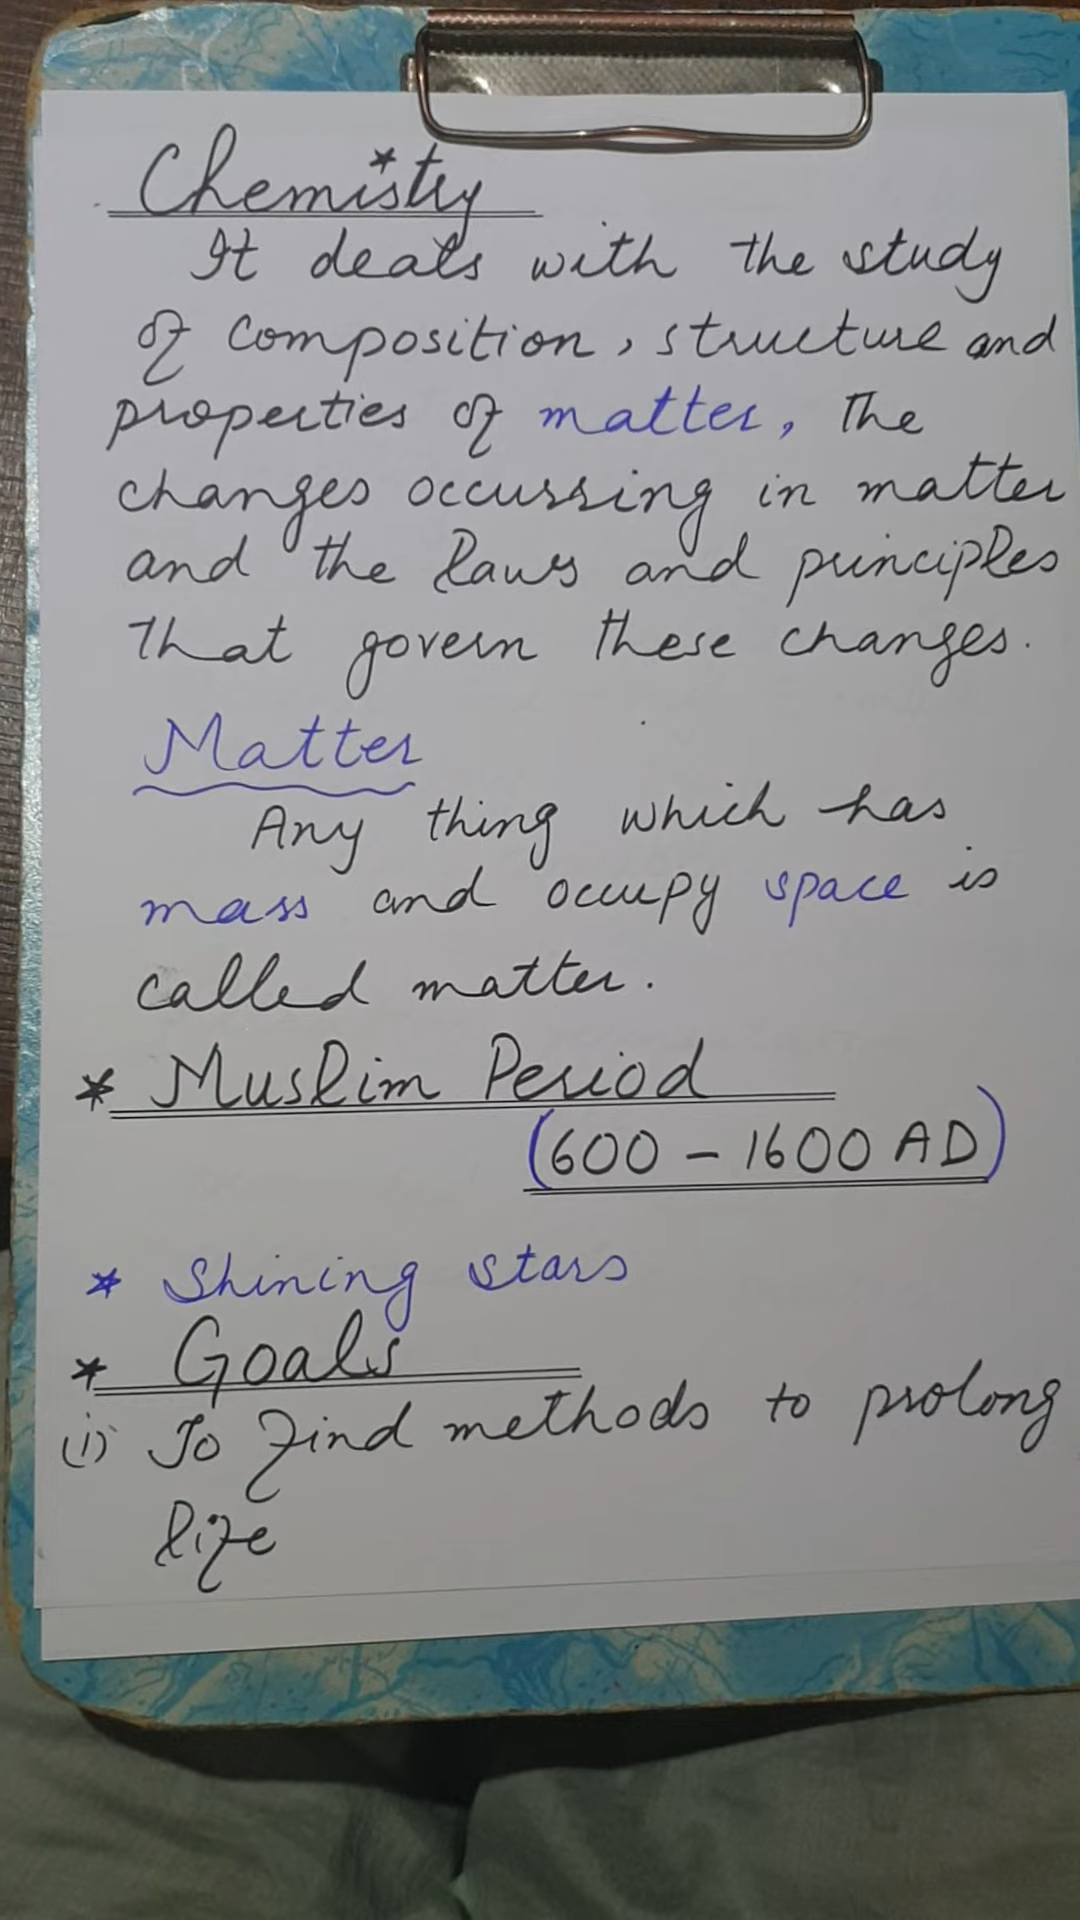 Chemistry
It deals with the study
of composition, structure and
properties of matter, The
changes occurring in matter
and the laws and principles
that govern these changes.
Matter
Any thing which has
mass and occupy space is
called matter.
* Muslim Period
(600 - 1600 AD)
* Shining stars
* Goals
(i) To find methods to prolong
life